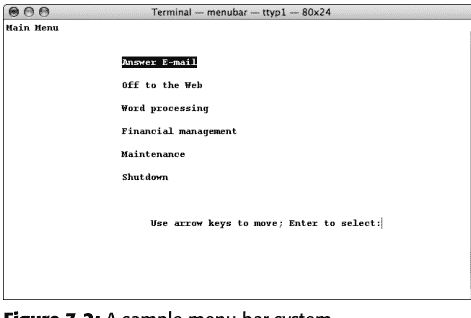 Terminal — menubar — ttyp1 — 80x24
Main Menu
Answer E-mail
Off to the Web
Word processing
Financial management
Maintenance
Shutdown
Use arrow keys to move; Enter to select:
Figure 7-2: A sample menu bar system